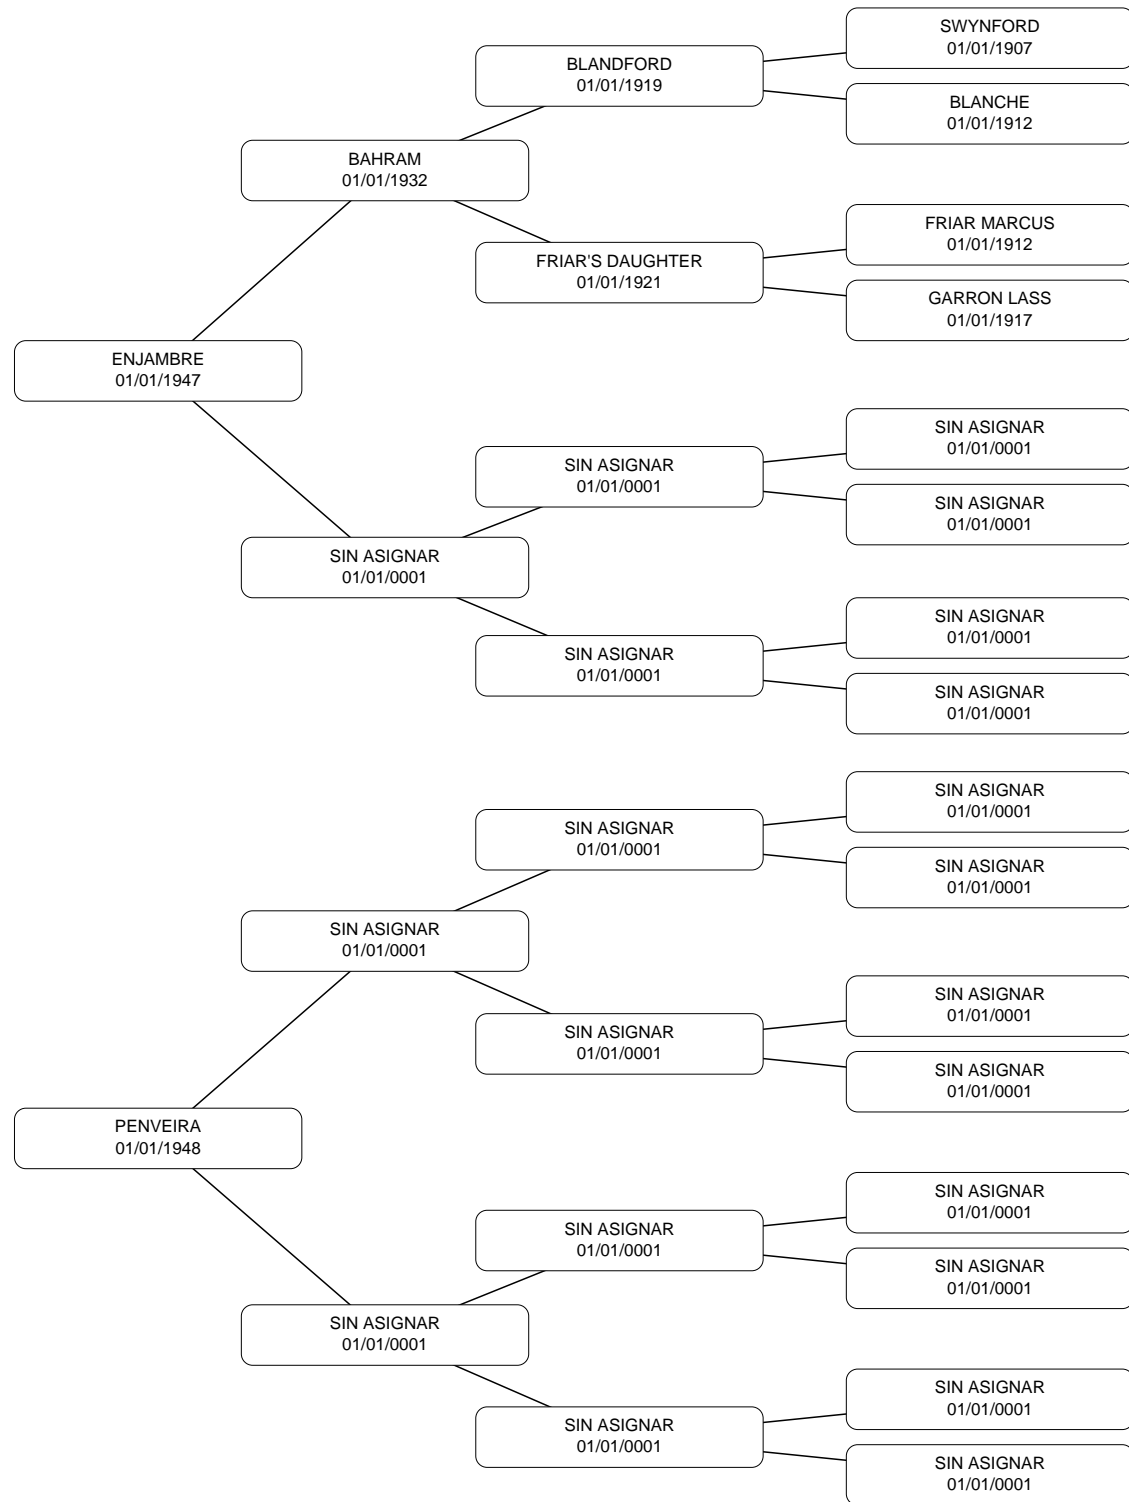 SWYNFORD
01/01/1907
BLANDFORD
01/01/1919
BLANCHE
01/01/1912
BAHRAM
01/01/1932
FRIAR MARCUS
01/01/1912
FRIAR'S DAUGHTER
01/01/1921
GARRON LASS
01/01/1917
ENJAMBRE
01/01/1947
SIN ASIGNAR
01/01/0001
SIN ASIGNAR
01/01/0001
SIN ASIGNAR
01/01/0001
SIN ASIGNAR
01/01/0001
SIN ASIGNAR
01/01/0001
SIN ASIGNAR
01/01/0001
SIN ASIGNAR
01/01/0001
SIN ASIGNAR
01/01/0001
SIN ASIGNAR
01/01/0001
SIN ASIGNAR
01/01/0001
SIN ASIGNAR
01/01/0001
SIN ASIGNAR
01/01/0001
SIN ASIGNAR
01/01/0001
SIN ASIGNAR
01/01/0001
PENVEIRA
01/01/1948
SIN ASIGNAR
01/01/0001
SIN ASIGNAR
01/01/0001
SIN ASIGNAR
01/01/0001
SIN ASIGNAR
01/01/0001
SIN ASIGNAR
01/01/0001
SIN ASIGNAR
01/01/0001
SIN ASIGNAR
01/01/0001